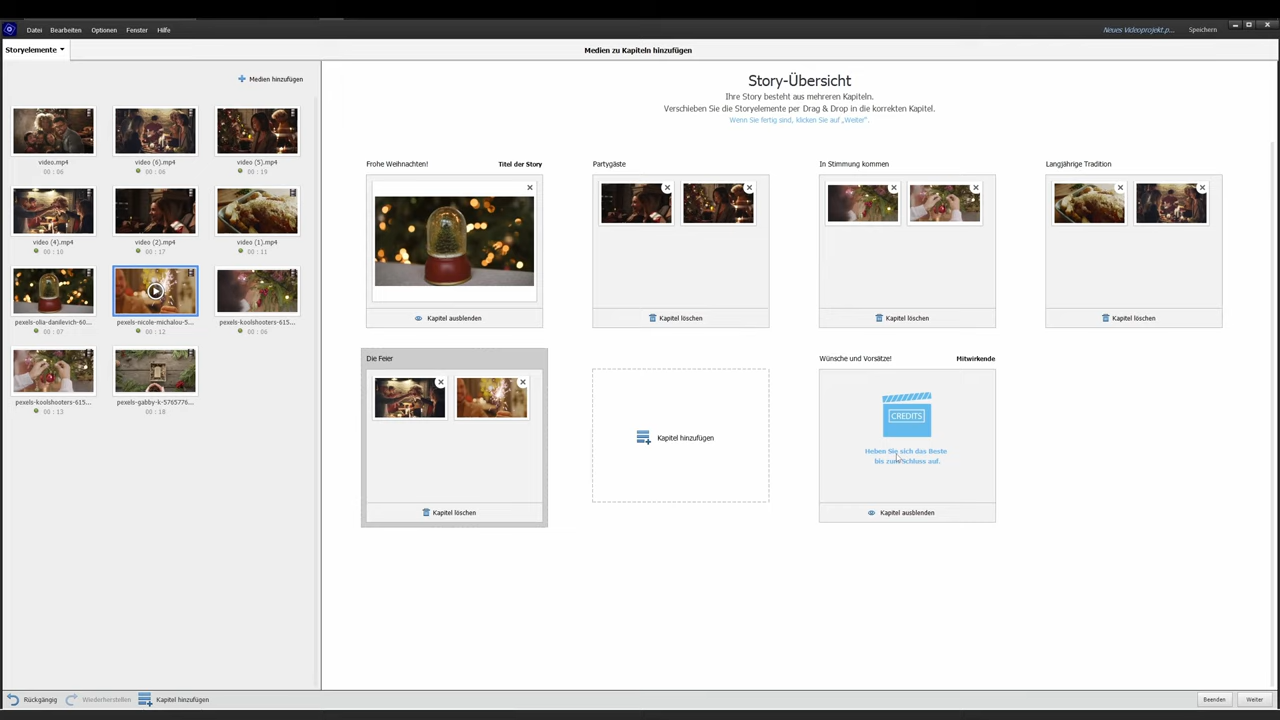 Datei Bearbeiten Optionen Fenster Hilfe
Neues Videoprojekt.p... Speichern
Storyelemente
Medien zu Kapiteln hinzufügen
Medien hinzufügen
video.mp4 video (6).mp4 video (5).mp4
00 : 06 00 : 06 00 : 19
video (4).mp4 video (2).mp4 video (1).mp4
00 : 10 00 : 17 00 : 11
pexels-olia-danilevich-60... pexels-nicole-michalou-5... pexels-koolshooters-615...
00 : 07 00 : 12 00 : 06
pexels-koolshooters-615... pexels-gabby-k-5765776...
00 : 13 00 : 18
Story-Übersicht
Ihre Story besteht aus mehreren Kapiteln.
Verschieben Sie die Storyelemente per Drag & Drop in die korrekten Kapitel.
Wenn Sie fertig sind, klicken Sie auf „Weiter".
Frohe Weihnachten! Titel der Story
Kapitel ausblenden
Partygäste
Kapitel löschen
In Stimmung kommen
Kapitel löschen
Langjährige Tradition
Kapitel löschen
Die Feier
Kapitel löschen
Kapitel hinzufügen
Wünsche und Vorsätze! Mitwirkende
CREDITS
Heben Sie sich das Beste
bis zum Schluss auf.
Kapitel ausblenden
Rückgängig Wiederherstellen Kapitel hinzufügen
Beenden Weiter